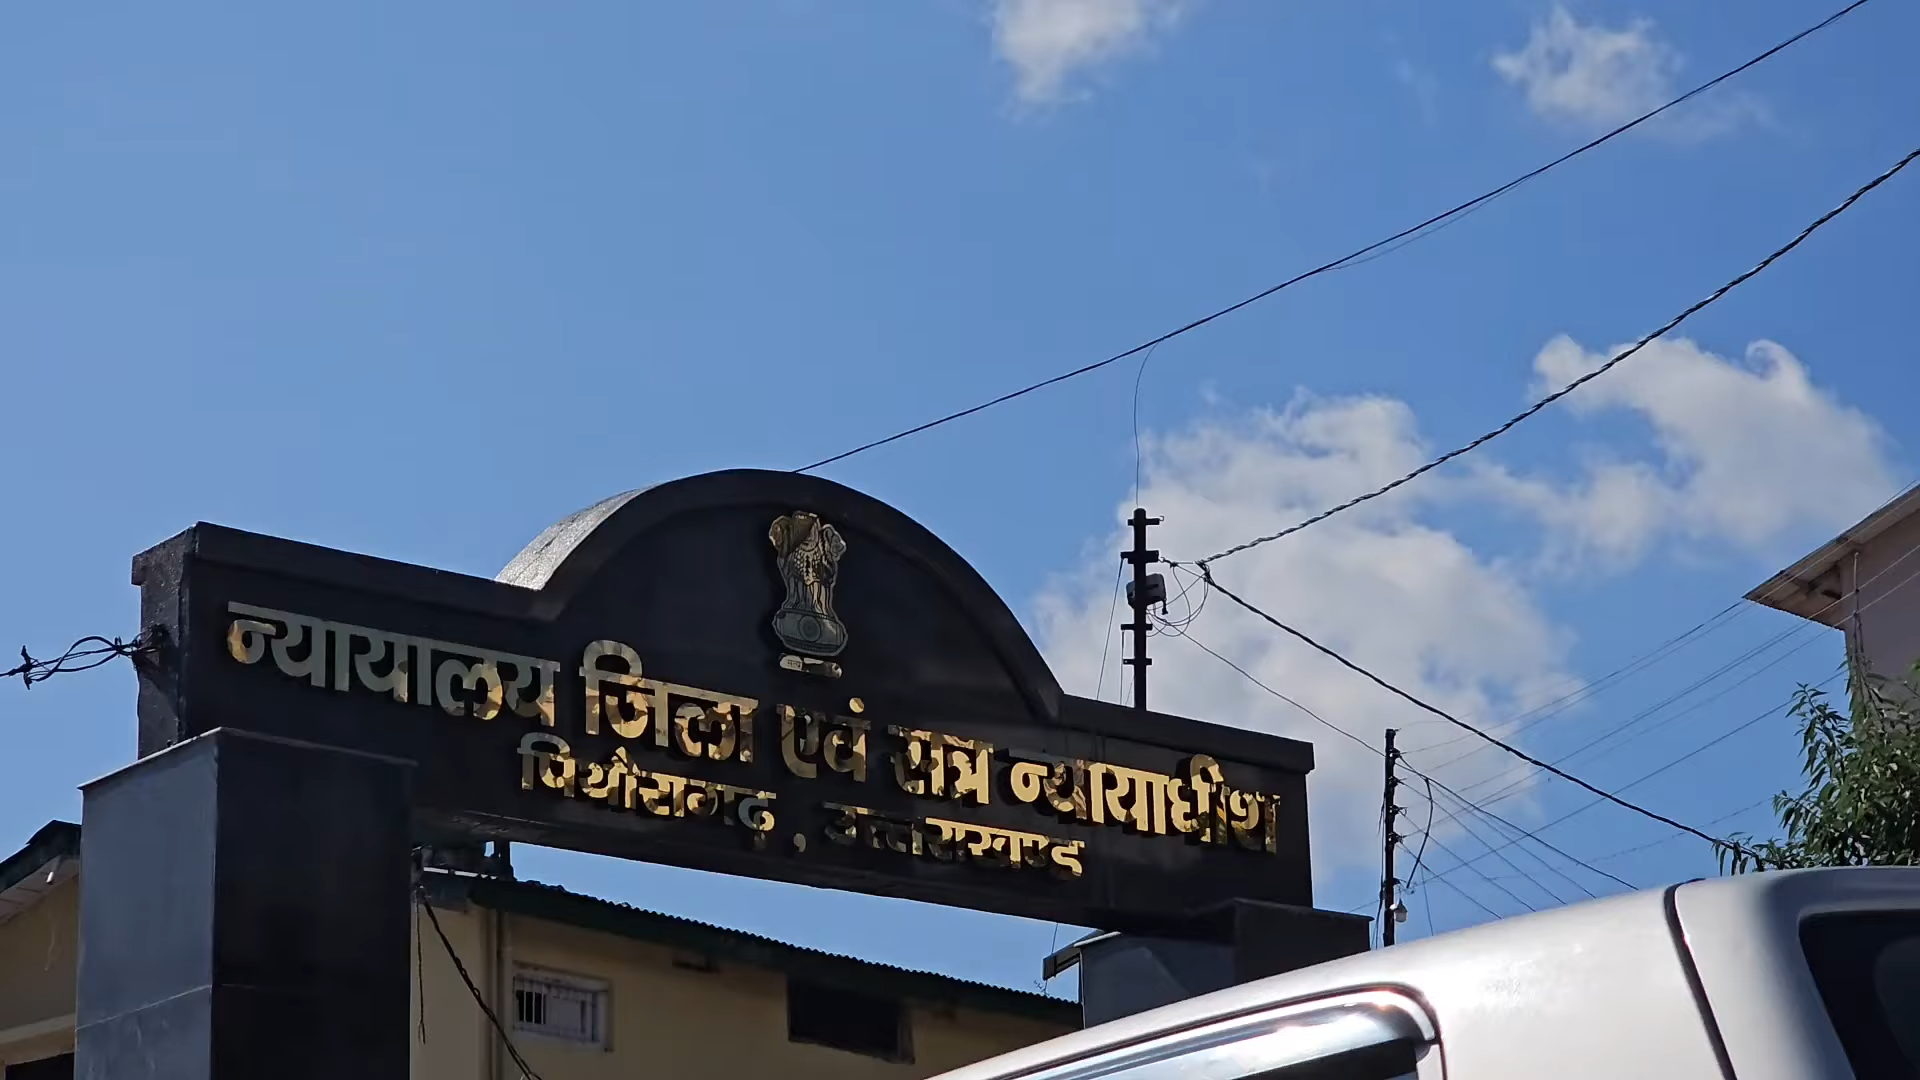 न्यायालय जिला एवं सत्र न्यायाधीश
पिथौरागढ़ , उत्तराखण्ड